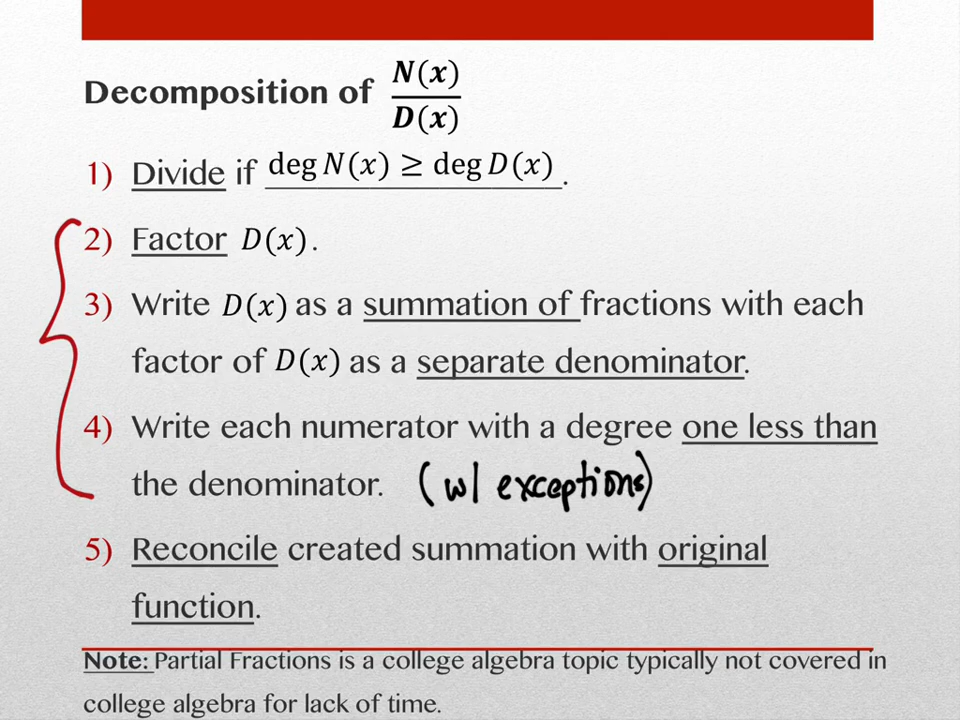 Decomposition of N(x)/D(x)
1) Divide if deg N(x) ≥ deg D(x).
2) Factor D(x).
3) Write D(x) as a summation of fractions with each
factor of D(x) as a separate denominator.
4) Write each numerator with a degree one less than
the denominator. (w/ exceptions)
5) Reconcile created summation with original
function.
Note: Partial Fractions is a college algebra topic typically not covered in
college algebra for lack of time.